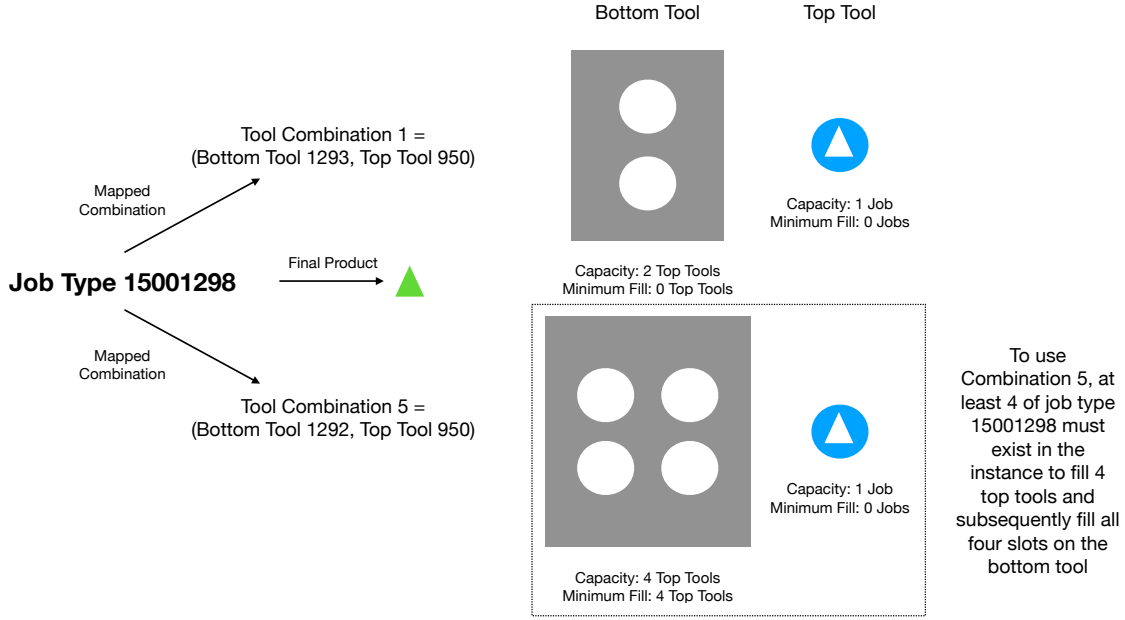 Bottom Tool
Top Tool
Tool Combination 1 =
(Bottom Tool 1293, Top Tool 950)
Mapped
Combination
Capacity: 1 Job
Minimum Fill: 0 Jobs
Job Type 15001298
Final Product
Capacity: 2 Top Tools
Minimum Fill: 0 Top Tools
Mapped
Combination
Tool Combination 5 =
(Bottom Tool 1292, Top Tool 950)
Capacity: 1 Job
Minimum Fill: 0 Jobs
Capacity: 4 Top Tools
Minimum Fill: 4 Top Tools
To use
Combination 5, at
least 4 of job type
15001298 must
exist in the
instance to fill 4
top tools and
subsequently fill all
four slots on the
bottom tool